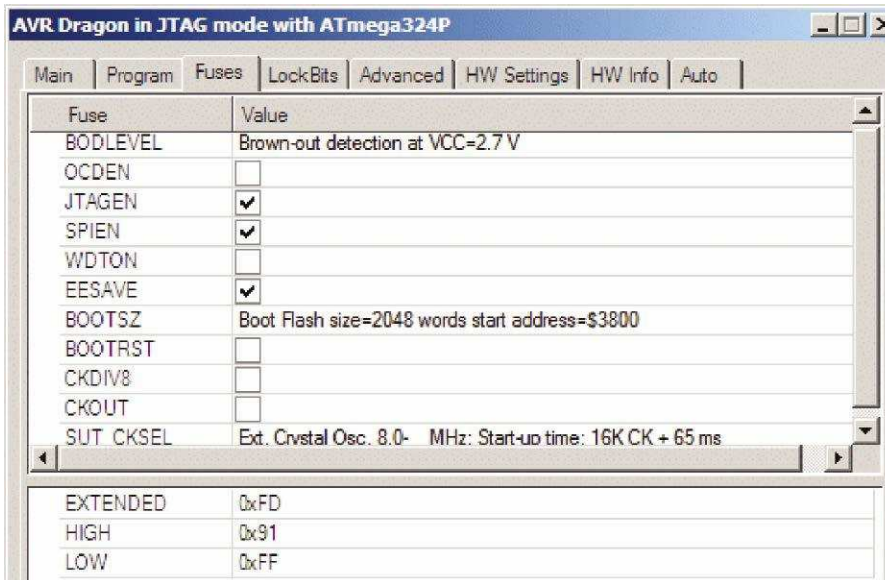 AVR Dragon in JTAG mode with ATmega324P
Main Program Fuses LockBits Advanced HW Settings HW Info Auto
Fuse Value
BODLEVEL Brown-out detection at VCC=2.7 V
OCDEN
JTAGEN
SPIEN
WDTON
EESAVE
BOOTSZ Boot Flash size=2048 words start address=$3800
BOOTRST
CKDIV8
CKOUT
SUT_CKSEL Ext. Crystal Osc. 8.0- MHz: Start-up time: 16K CK + 65 ms
EXTENDED 0xFD
HIGH 0x91
LOW 0xFF